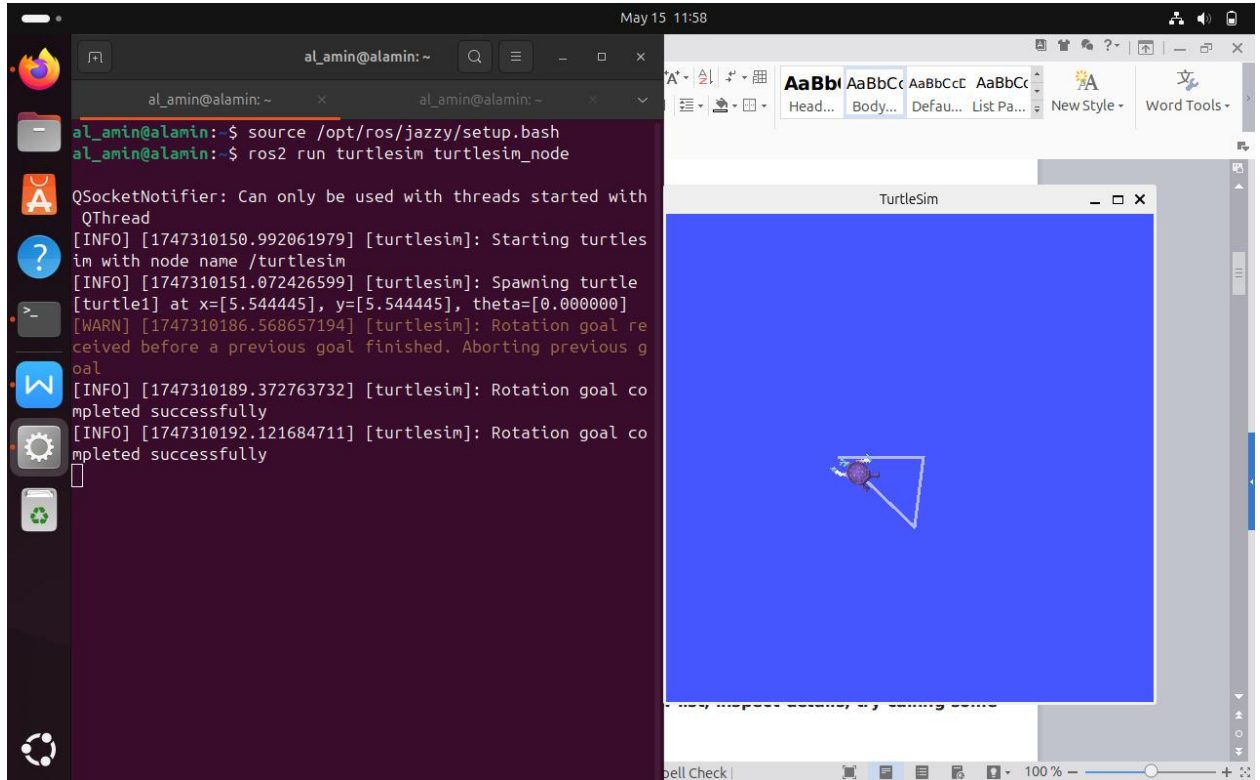 May 15 11:58
al_amin@alamin: ~
al_amin@alamin: ~
al_amin@alamin: ~
al_amin@alamin:~$ source /opt/ros/jazzy/setup.bash
al_amin@alamin:~$ ros2 run turtlesim turtlesim_node
QSocketNotifier: Can only be used with threads started with
QThread
[INFO] [1747310150.992061979] [turtlesim]: Starting turtles
im with node name /turtlesim
[INFO] [1747310151.072426599] [turtlesim]: Spawning turtle
[turtle1] at x=[5.544445], y=[5.544445], theta=[0.000000]
[WARN] [1747310186.568657194] [turtlesim]: Rotation goal re
ceived before a previous goal finished. Aborting previous g
oal
[INFO] [1747310189.372763732] [turtlesim]: Rotation goal co
mpleted successfully
[INFO] [1747310192.121684711] [turtlesim]: Rotation goal co
mpleted successfully
AaBb AaBbCc AaBbCcD AaBbCc
Head... Body... Defau... List Pa... New Style Word Tools
TurtleSim
pell Check
100 %